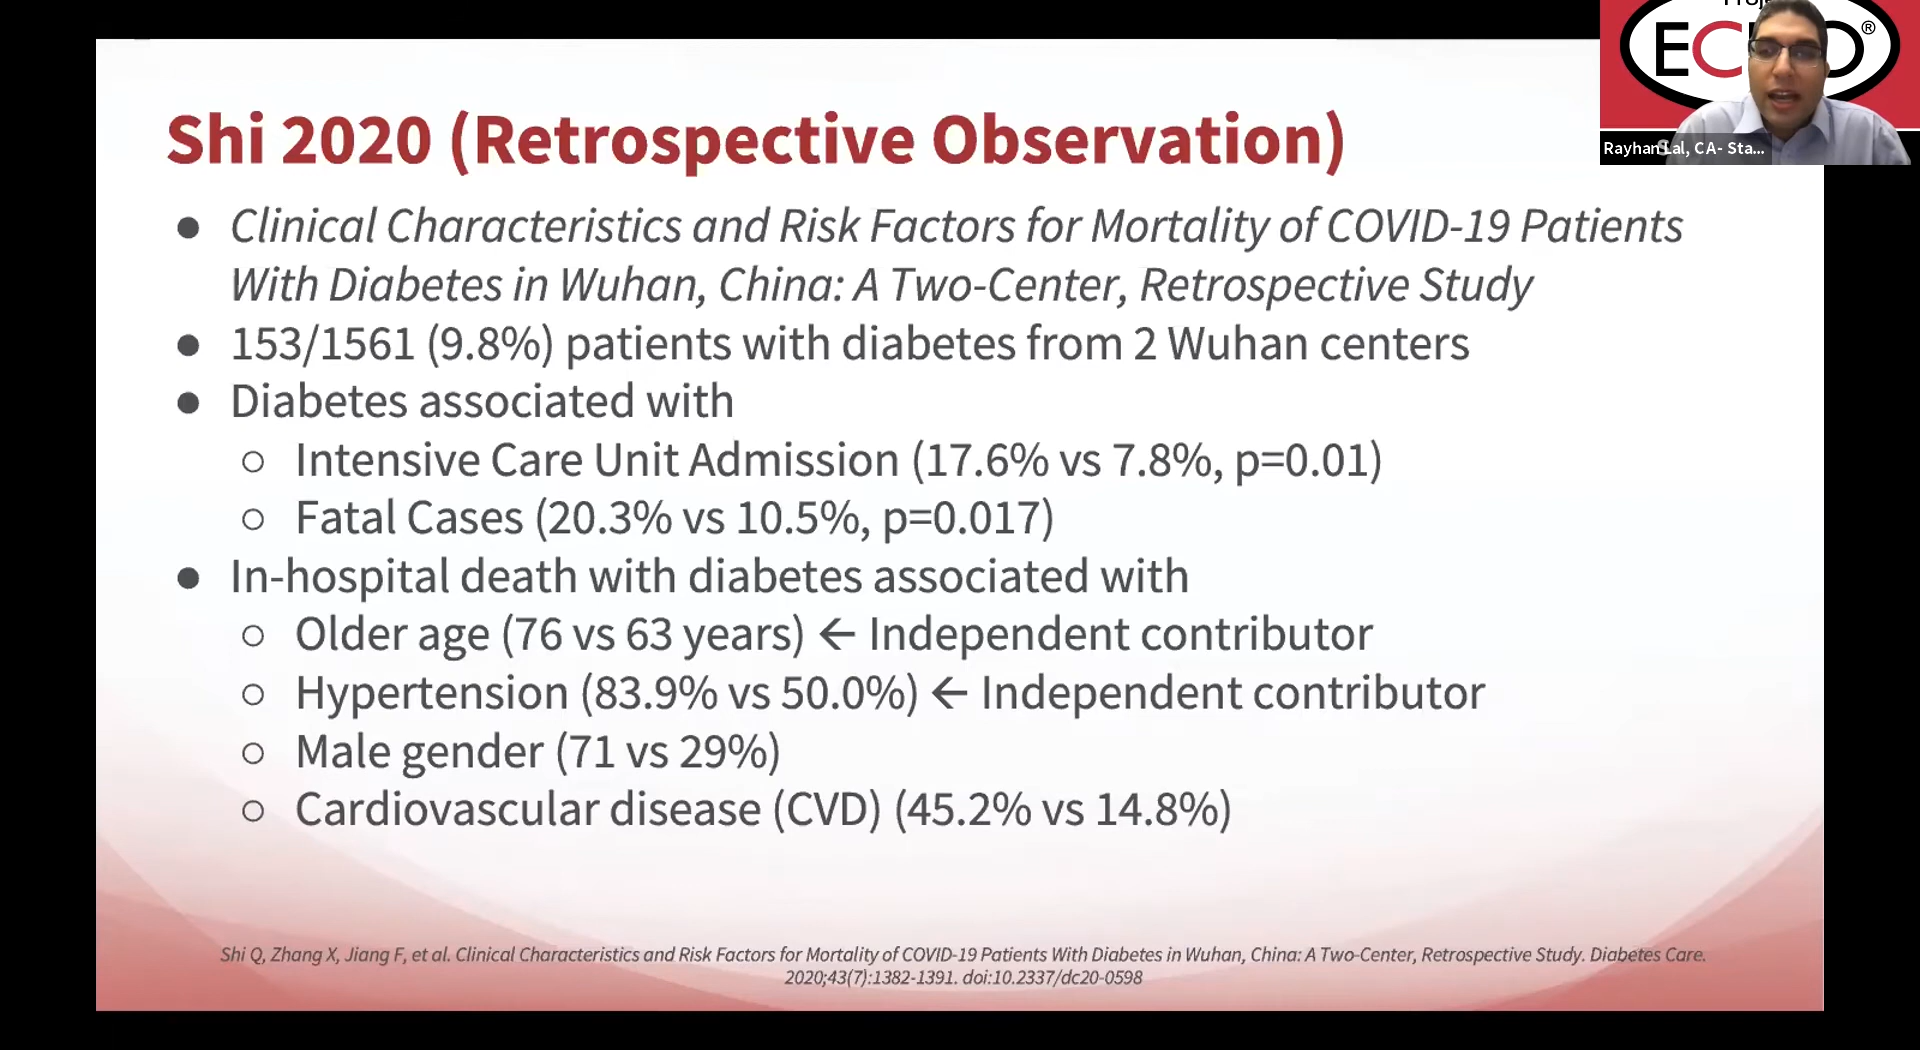 Shi 2020 (Retrospective Observation)
● Clinical Characteristics and Risk Factors for Mortality of COVID-19 Patients
With Diabetes in Wuhan, China: A Two-Center, Retrospective Study
● 153/1561 (9.8%) patients with diabetes from 2 Wuhan centers
● Diabetes associated with
○ Intensive Care Unit Admission (17.6% vs 7.8%, p=0.01)
○ Fatal Cases (20.3% vs 10.5%, p=0.017)
● In-hospital death with diabetes associated with
○ Older age (76 vs 63 years) ← Independent contributor
○ Hypertension (83.9% vs 50.0%) ← Independent contributor
○ Male gender (71 vs 29%)
○ Cardiovascular disease (CVD) (45.2% vs 14.8%)
Shi Q, Zhang X, Jiang F, et al. Clinical Characteristics and Risk Factors for Mortality of COVID-19 Patients With Diabetes in Wuhan, China: A Two-Center, Retrospective Study. Diabetes Care.
2020;43(7):1382-1391. doi:10.2337/dc20-0598
®
Rayhan Lal, CA- Sta...